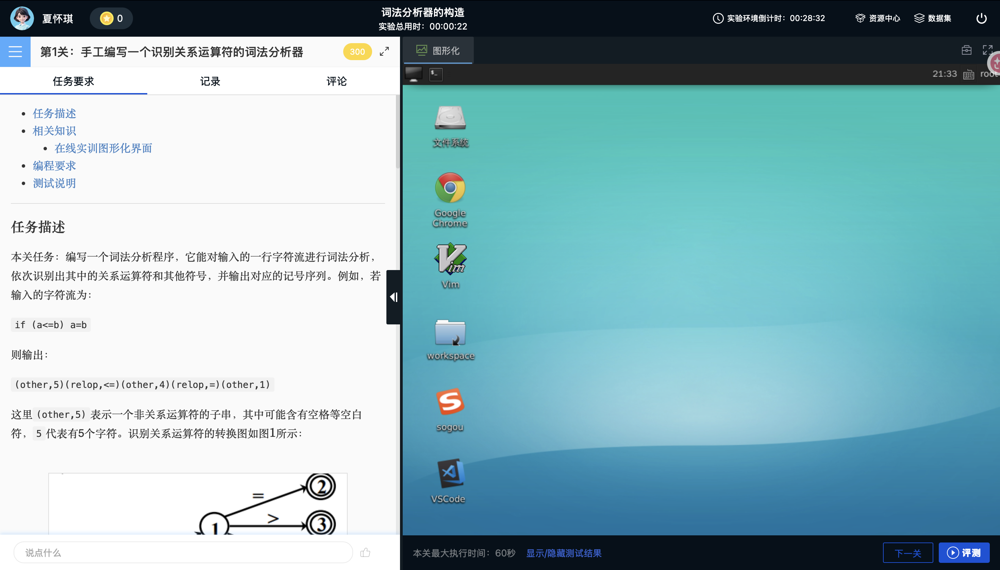 夏怀琪
0
词法分析器的构造
实验总用时：00:00:22
实验环境倒计时：00:28:32
资源中心
数据集
第1关：手工编写一个识别关系运算符的词法分析器
300
图形化
任务要求
记录
评论
21:33
root
任务描述
相关知识
在线实训图形化界面
编程要求
测试说明
任务描述
本关任务：编写一个词法分析程序，它能对输入的一行字符流进行词法分析，
依次识别出其中的关系运算符和其他符号，并输出对应的记号序列。例如，若
输入的字符流为：
if (a<=b) a=b
则输出：
(other,5)(relop,<=)(other,4)(relop,=)(other,1)
这里(other,5)表示一个非关系运算符的子串，其中可能含有空格等空白
符，5代表有5个字符。识别关系运算符的转换图如图1所示：
=
2
>
1
3
说点什么
文件系统
Google
Chrome
Vim
workspace
sogou
VSCode
本关最大执行时间：60秒
显示/隐藏测试结果
下一关
评测